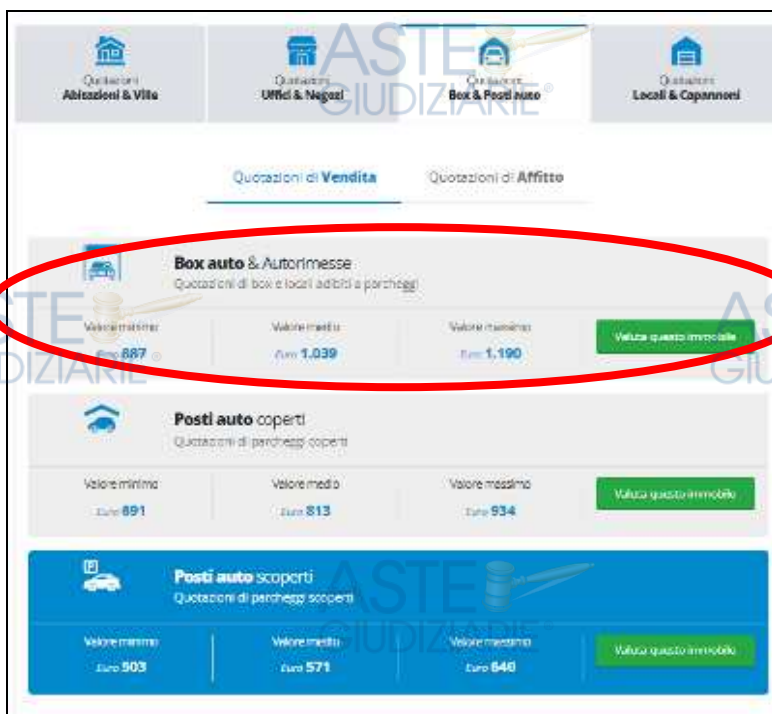 Quotazioni Quotazioni Quotazioni Quotazioni
Abitazioni & Ville Uffici & Negozi Box & Posti auto Locali & Capannoni
Quotazioni di Vendita Quotazioni di Affitto
Box auto & Autorimesse
Quotazioni di box e locali adibiti a parcheggi
Valore minimo Valore medio Valore massimo
Euro 887 Euro 1.039 Euro 1.190 Valuta questo immobile
Posti auto coperti
Quotazioni di parcheggi coperti
Valore minimo Valore medio Valore massimo
Euro 691 Euro 813 Euro 934 Valuta questo immobile
P
Posti auto scoperti
Quotazioni di parcheggi scoperti
Valore minimo Valore medio Valore massimo
Euro 503 Euro 571 Euro 640 Valuta questo immobile
ASTE
GIUDIZIARIE®
ASTE
GIUDIZIARIE®
ASTE
GIUDIZIARIE®